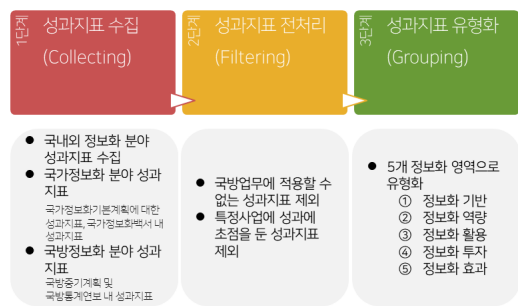 1단계
성과지표 수집
(Collecting)
2단계
성과지표 전처리
(Filtering)
3단계
성과지표 유형화
(Grouping)
● 국내외 정보화 분야
성과지표 수집
● 국가정보화 분야 성과
지표
국가정보화기본계획에 대한
성과지표, 국가정보화백서 내
성과지표
● 국방정보화 분야 성과
지표
국방중기계획 및
국방통계연보 내 성과지표
● 국방업무에 적용할 수
없는 성과지표 제외
● 특정사업에 성과에
초점을 둔 성과지표
제외
● 5개 정보화 영역으로
유형화
① 정보화 기반
② 정보화 역량
③ 정보화 활용
④ 정보화 투자
⑤ 정보화 효과